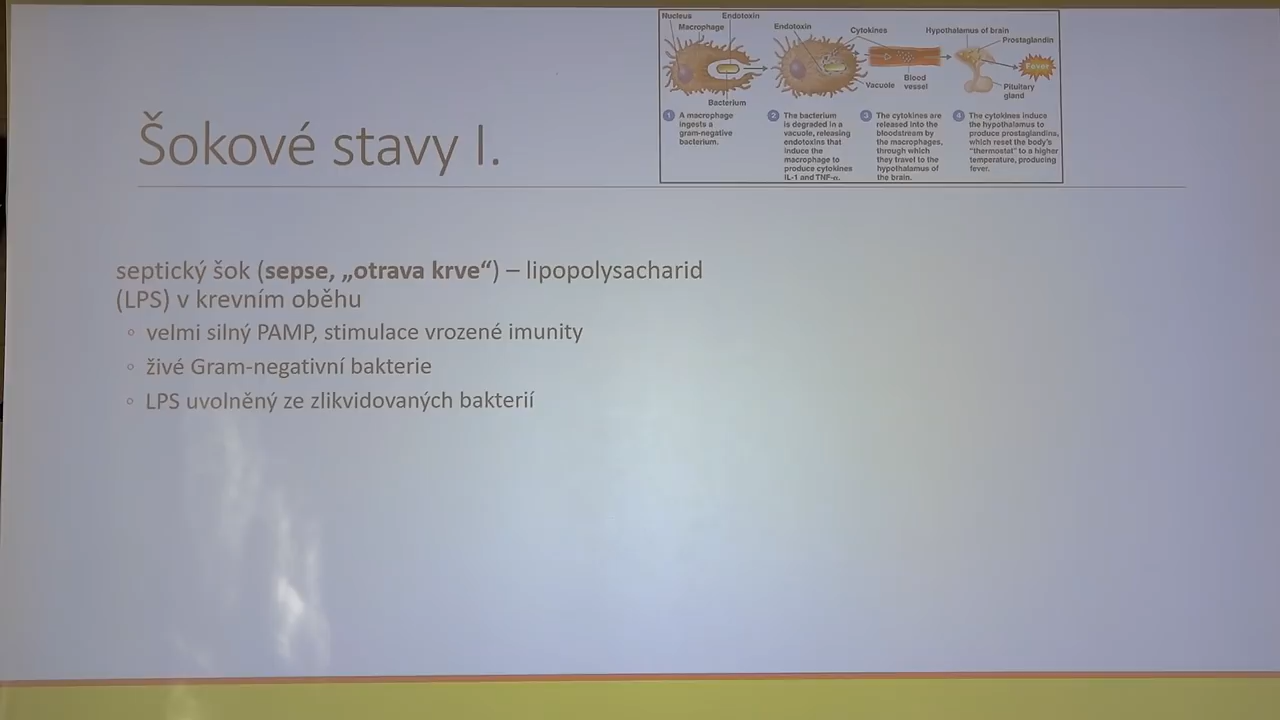 Nucleus
Endotoxin
Macrophage
Bacterium
Endotoxin
Cytokines
Vacuole
Blood
vessel
Hypothalamus of brain
Prostaglandin
Fever
Pituitary
gland
1 A macrophage
ingests a
gram-negative
bacterium.
2 The bacterium
is degraded in a
vacuole, releasing
endotoxins that
induce the
macrophage to
produce cytokines
IL-1 and TNF-α.
3 The cytokines are
released into the
bloodstream by
the macrophages,
through which
they travel to the
hypothalamus of
the brain.
4 The cytokines induce
the hypothalamus to
produce prostaglandins,
which reset the body's
"thermostat" to a higher
temperature, producing
fever.
Šokové stavy I.
septický šok (sepse, „otrava krve“) – lipopolysacharid
(LPS) v krevním oběhu
◦ velmi silný PAMP, stimulace vrozené imunity
◦ živé Gram-negativní bakterie
◦ LPS uvolněný ze zlikvidovaných bakterií